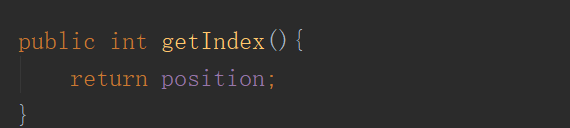 public int getIndex(){
    return position;
}